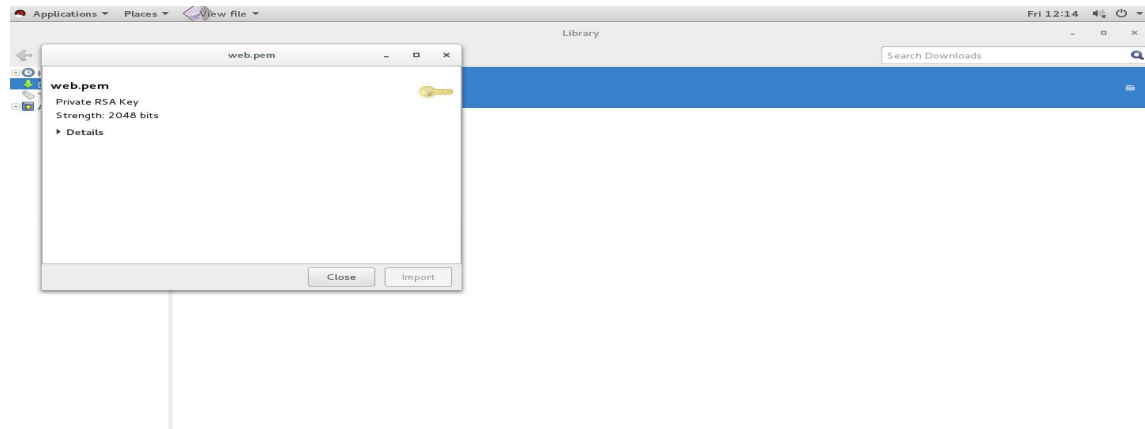 Applications Places View file Fri 12:14
Library
web.pem
Search Downloads
web.pem
Private RSA Key
Strength: 2048 bits
Details
Close Import